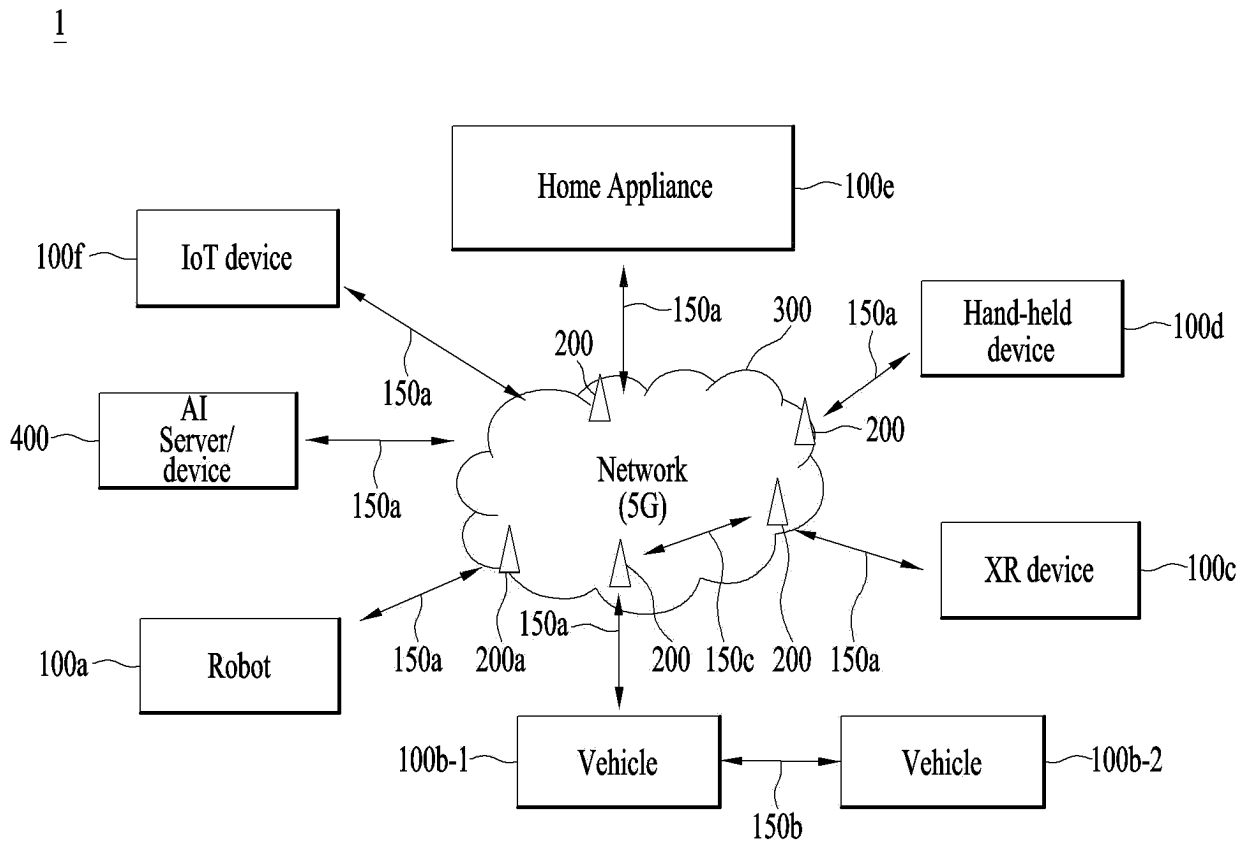 1
Home Appliance
100e
100f
IoT device
150a
300
150a
Hand-held
device
100d
200
150a
200
400
AI
Server/
device
150a
Network
(5G)
XR device
100c
150a
100a
Robot
150a
200a
200
150c
200
150a
100b-1
Vehicle
Vehicle
100b-2
150b